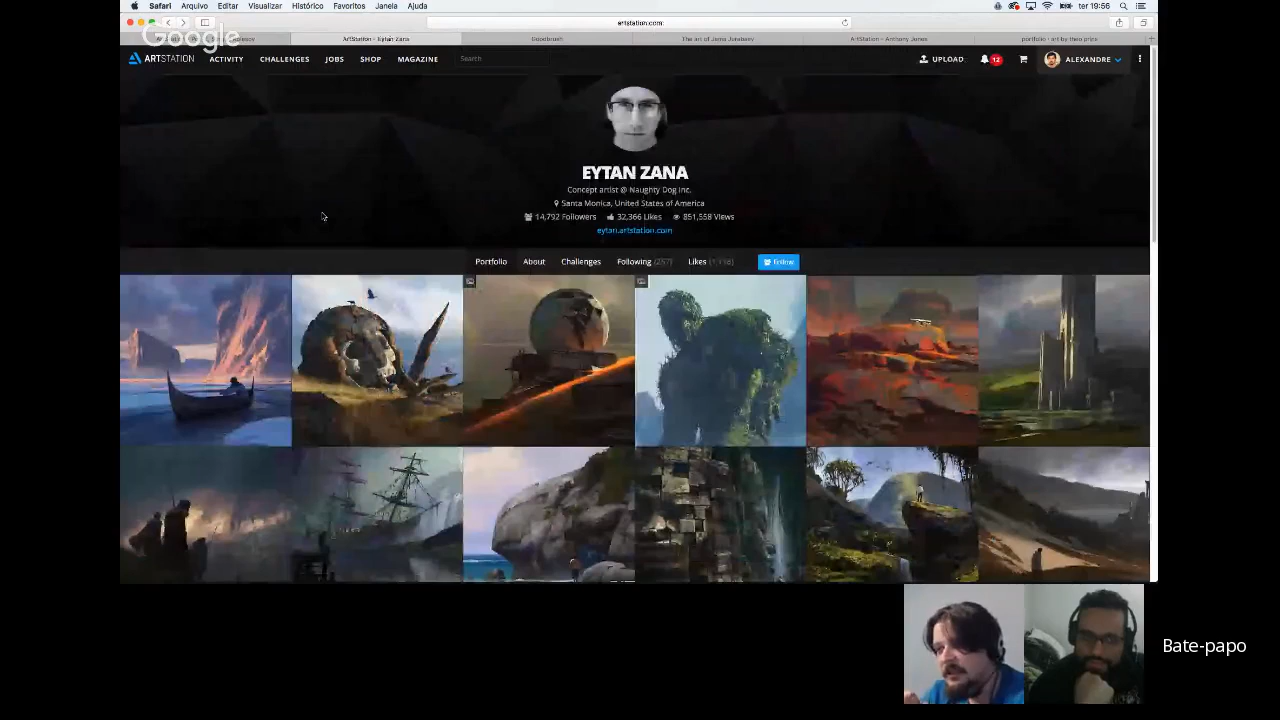 Safari Arquivo Editar Visualizar Histórico Favoritos Janela Ajuda ter 19:56
artstation.com
Google
ArtStation - Eytan Zana
Goodbrush
The art of Jama Jurabaev
ArtStation - Anthony Jones
portfolio - art by theo prins
ARTSTATION ACTIVITY CHALLENGES JOBS SHOP MAGAZINE Search UPLOAD 12 ALEXANDRE
EYTAN ZANA
Concept artist @ Naughty Dog Inc.
Santa Monica, United States of America
14,792 Followers 32,366 Likes 851,558 Views
eytan.artstation.com
Portfolio About Challenges Following (257) Likes Follow
Bate-papo